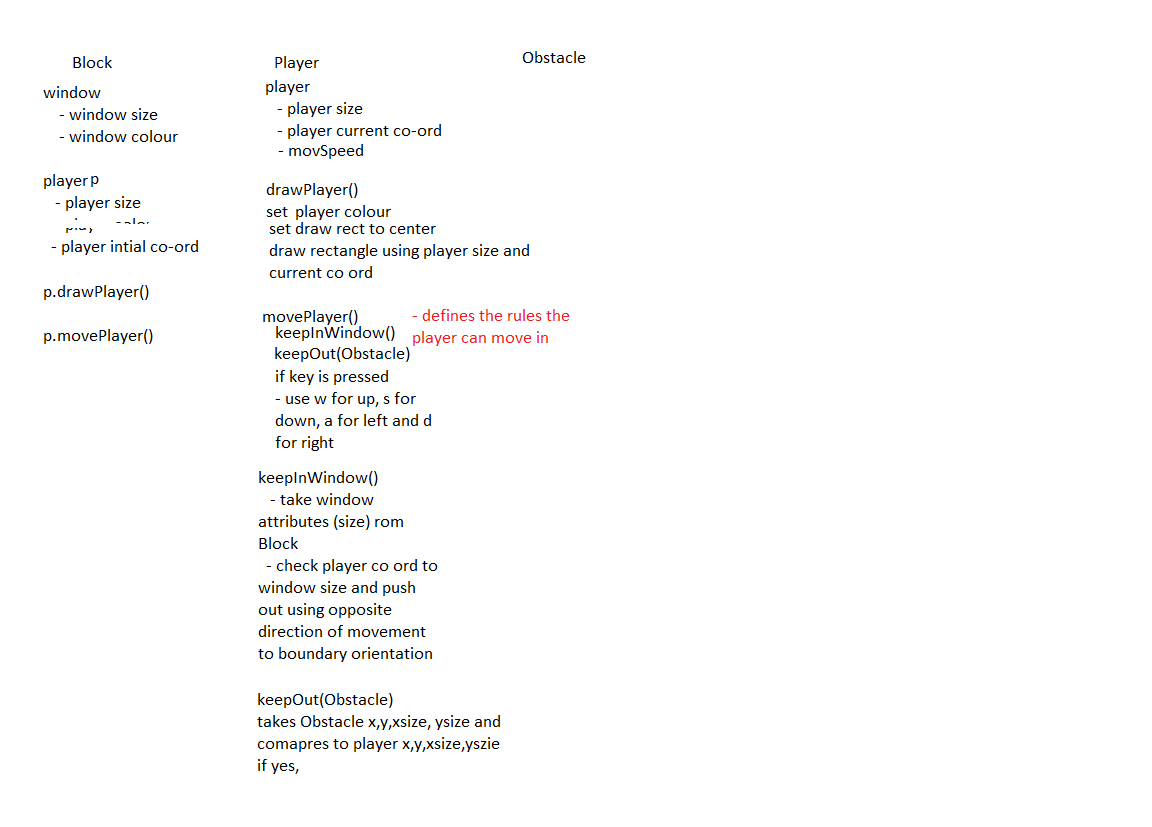 Block
window
- window size
- window colour
player p
- player size
- player intial co-ord
p.drawPlayer()
p.movePlayer()
Player
player
- player size
- player current co-ord
- movSpeed
drawPlayer()
set player colour
set draw rect to center
draw rectangle using player size and
current co ord
movePlayer()
- defines the rules the
player can move in
keepInWindow()
keepOut(Obstacle)
if key is pressed
- use w for up, s for
down, a for left and d
for right
keepInWindow()
- take window
attributes (size) rom
Block
- check player co ord to
window size and push
out using opposite
direction of movement
to boundary orientation
keepOut(Obstacle)
takes Obstacle x,y,xsize, ysize and
comapres to player x,y,xsize,yszie
if yes,
Obstacle